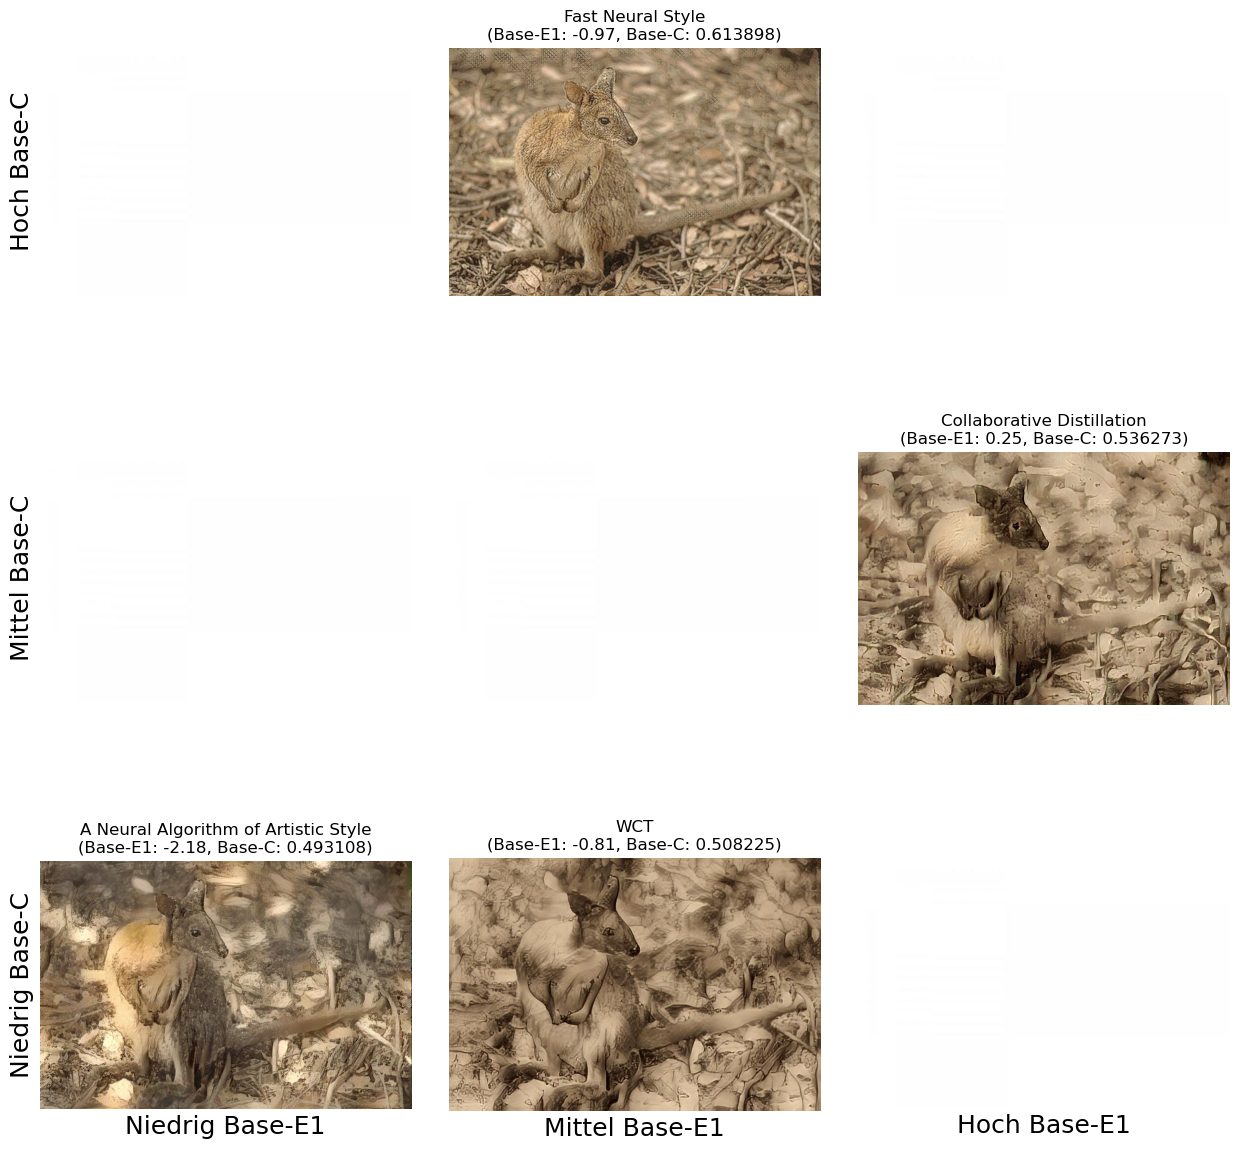 Fast Neural Style
(Base-E1: -0.97, Base-C: 0.613898)
Hoch Base-C
Collaborative Distillation
(Base-E1: 0.25, Base-C: 0.536273)
Mittel Base-C
A Neural Algorithm of Artistic Style
(Base-E1: -2.18, Base-C: 0.493108)
WCT
(Base-E1: -0.81, Base-C: 0.508225)
Niedrig Base-C
Niedrig Base-E1
Mittel Base-E1
Hoch Base-E1